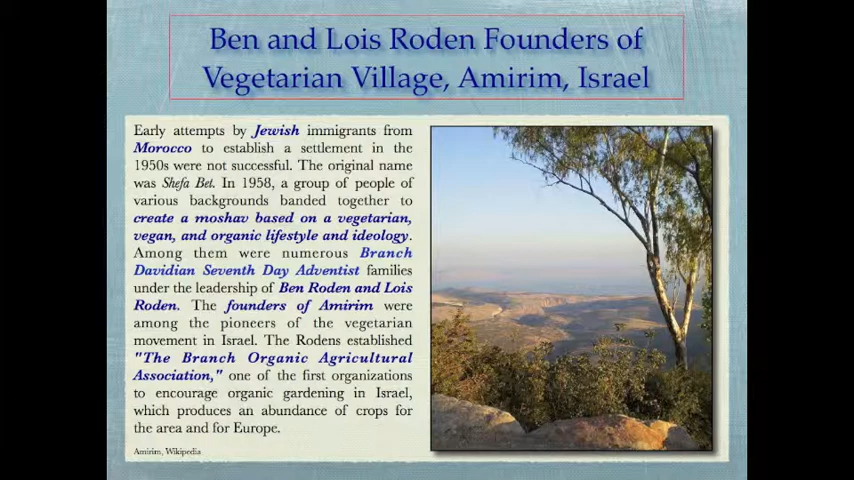 Ben and Lois Roden Founders of
Vegetarian Village, Amirim, Israel
Early attempts by Jewish immigrants from
Morocco to establish a settlement in the
1950s were not successful. The original name
was Shefa Bet. In 1958, a group of people of
various backgrounds banded together to
create a moshav based on a vegetarian,
vegan, and organic lifestyle and ideology.
Among them were numerous Branch
Davidian Seventh Day Adventist families
under the leadership of Ben Roden and Lois
Roden. The founders of Amirim were
among the pioneers of the vegetarian
movement in Israel. The Rodens established
"The Branch Organic Agricultural
Association," one of the first organizations
to encourage organic gardening in Israel,
which produces an abundance of crops for
the area and for Europe.
Amirim, Wikipedia